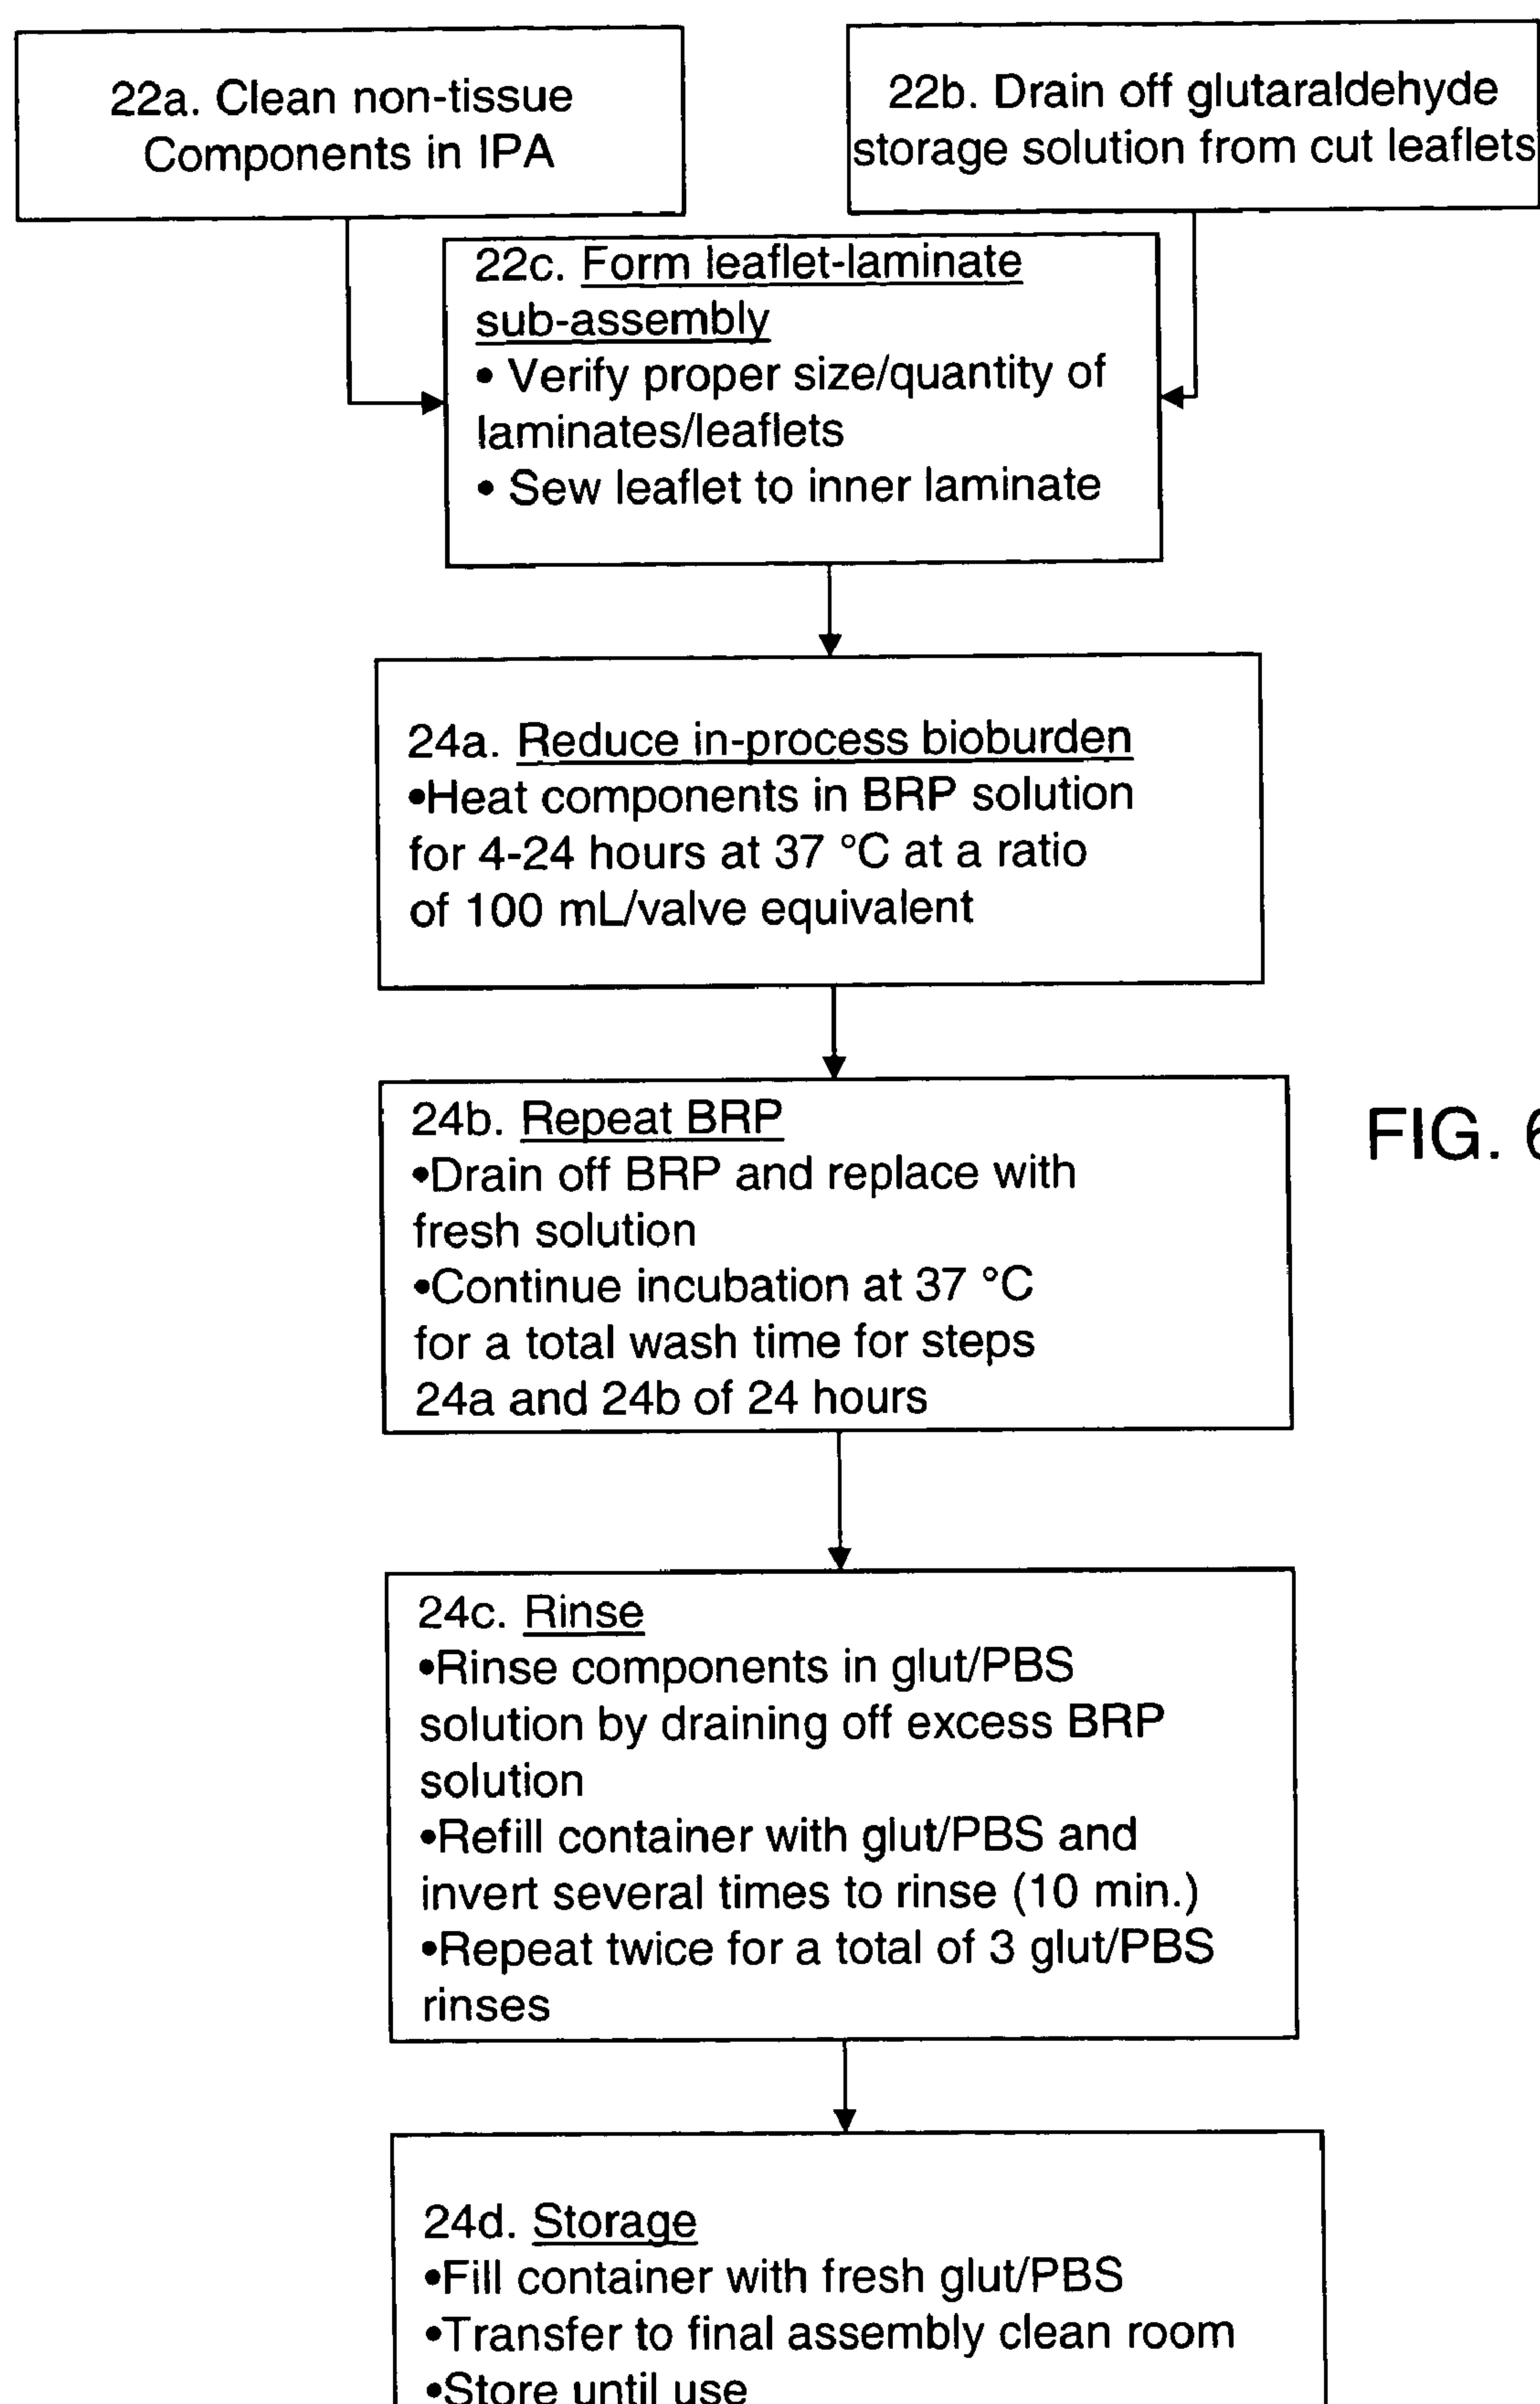 22a. Clean non-tissue
Components in IPA
22b. Drain off glutaraldehyde
storage solution from cut leaflets
22c. Form leaflet-laminate
sub-assembly
• Verify proper size/quantity of
laminates/leaflets
• Sew leaflet to inner laminate
24a. Reduce in-process bioburden
•Heat components in BRP solution
for 4-24 hours at 37 °C at a ratio
of 100 mL/valve equivalent
24b. Repeat BRP
•Drain off BRP and replace with
fresh solution
•Continue incubation at 37 °C
for a total wash time for steps
24a and 24b of 24 hours
FIG. 6
24c. Rinse
•Rinse components in glut/PBS
solution by draining off excess BRP
solution
•Refill container with glut/PBS and
invert several times to rinse (10 min.)
•Repeat twice for a total of 3 glut/PBS
rinses
24d. Storage
•Fill container with fresh glut/PBS
•Transfer to final assembly clean room
•Store until use